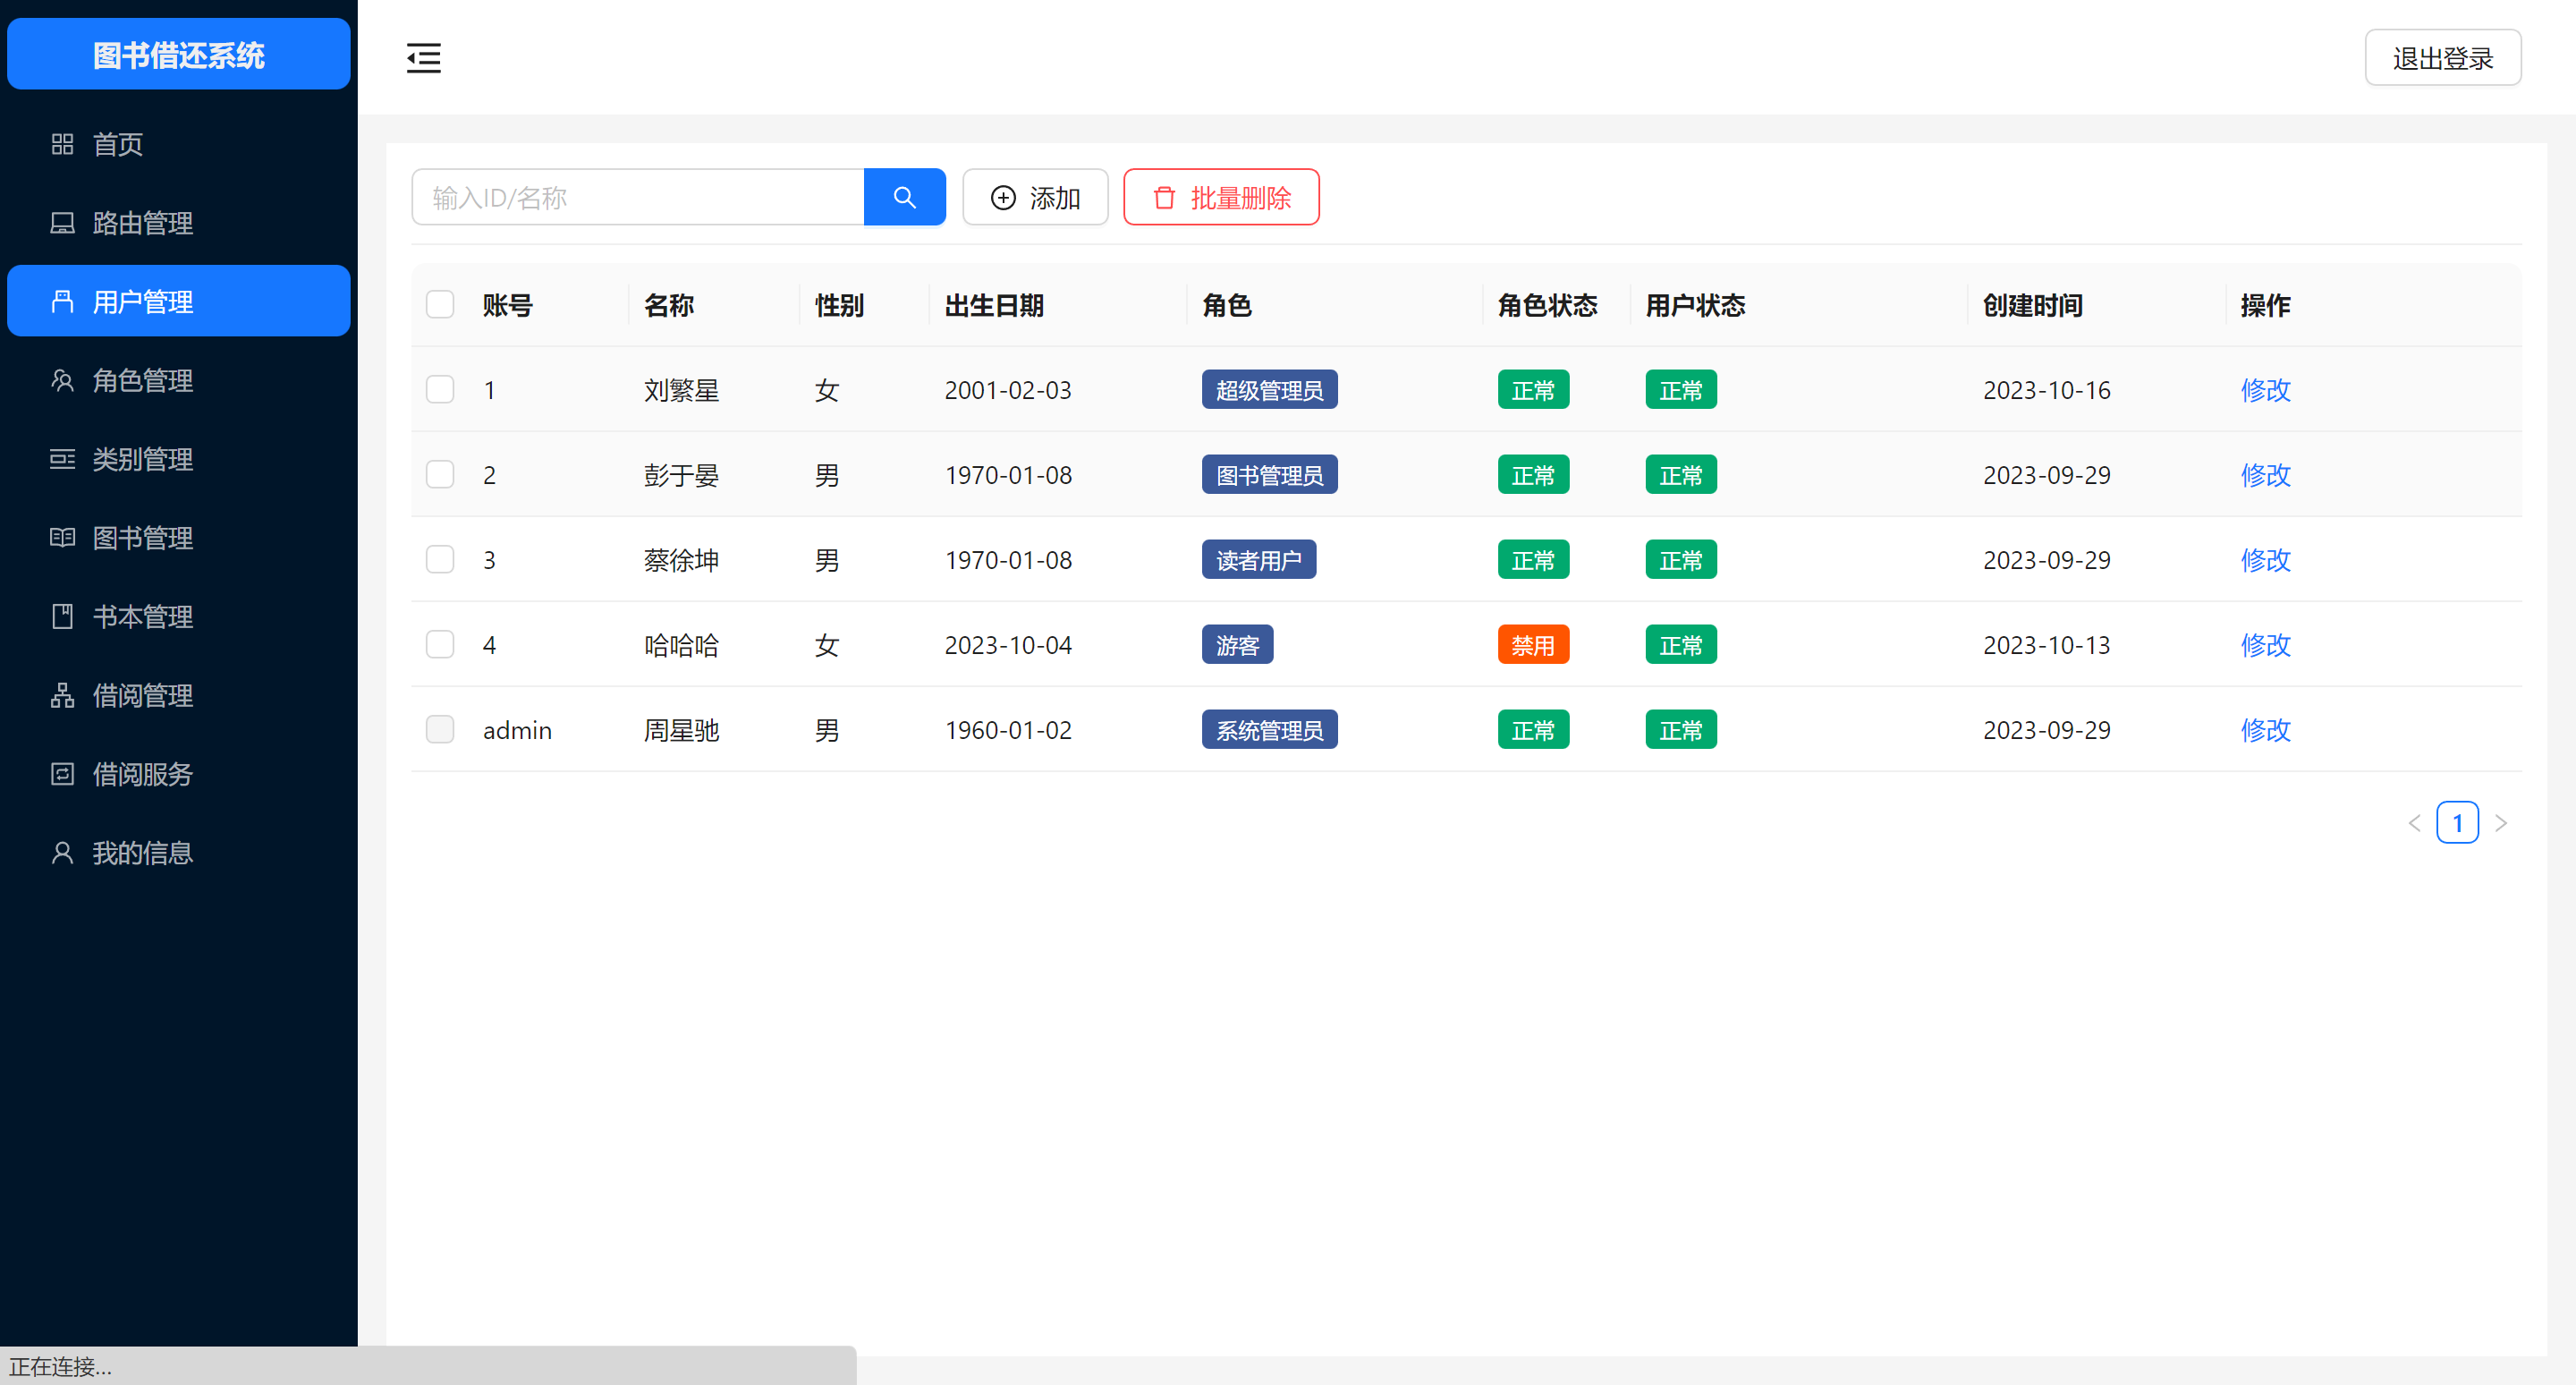 图书借还系统
退出登录
首页
路由管理
用户管理
角色管理
类别管理
图书管理
书本管理
借阅管理
借阅服务
我的信息
输入ID/名称
添加
批量删除
账号 名称 性别 出生日期 角色 角色状态 用户状态 创建时间 操作
1 刘繁星 女 2001-02-03 超级管理员 正常 正常 2023-10-16 修改
2 彭于晏 男 1970-01-08 图书管理员 正常 正常 2023-09-29 修改
3 蔡徐坤 男 1970-01-08 读者用户 正常 正常 2023-09-29 修改
4 哈哈哈 女 2023-10-04 游客 禁用 正常 2023-10-13 修改
admin 周星驰 男 1960-01-02 系统管理员 正常 正常 2023-09-29 修改
1
正在连接...